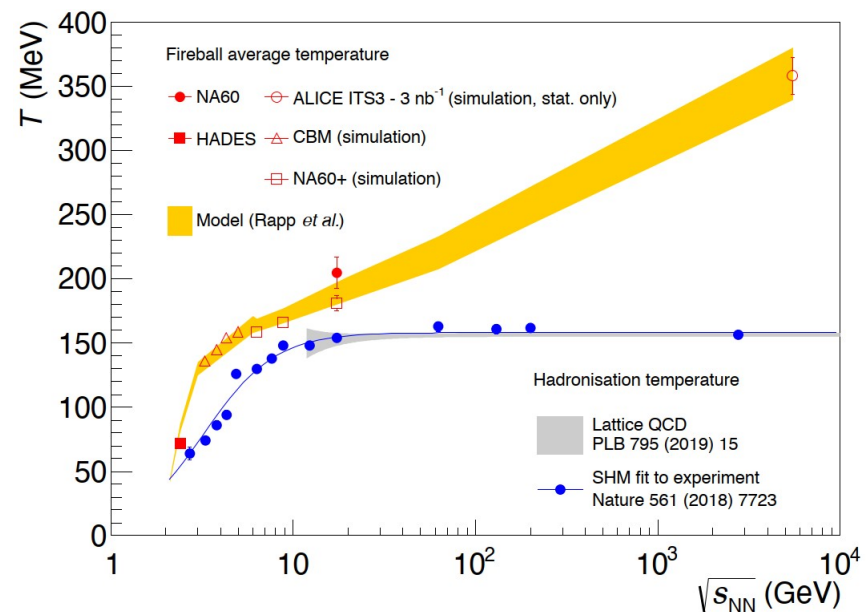 T (MeV)
400
350
300
250
200
150
100
50
0
Fireball average temperature
NA60
ALICE ITS3 - 3 nb⁻¹ (simulation, stat. only)
HADES
CBM (simulation)
NA60+ (simulation)
Model (Rapp et al.)
Hadronisation temperature
Lattice QCD
PLB 795 (2019) 15
SHM fit to experiment
Nature 561 (2018) 7723
1 10 10² 10³ 10⁴
√sNN (GeV)